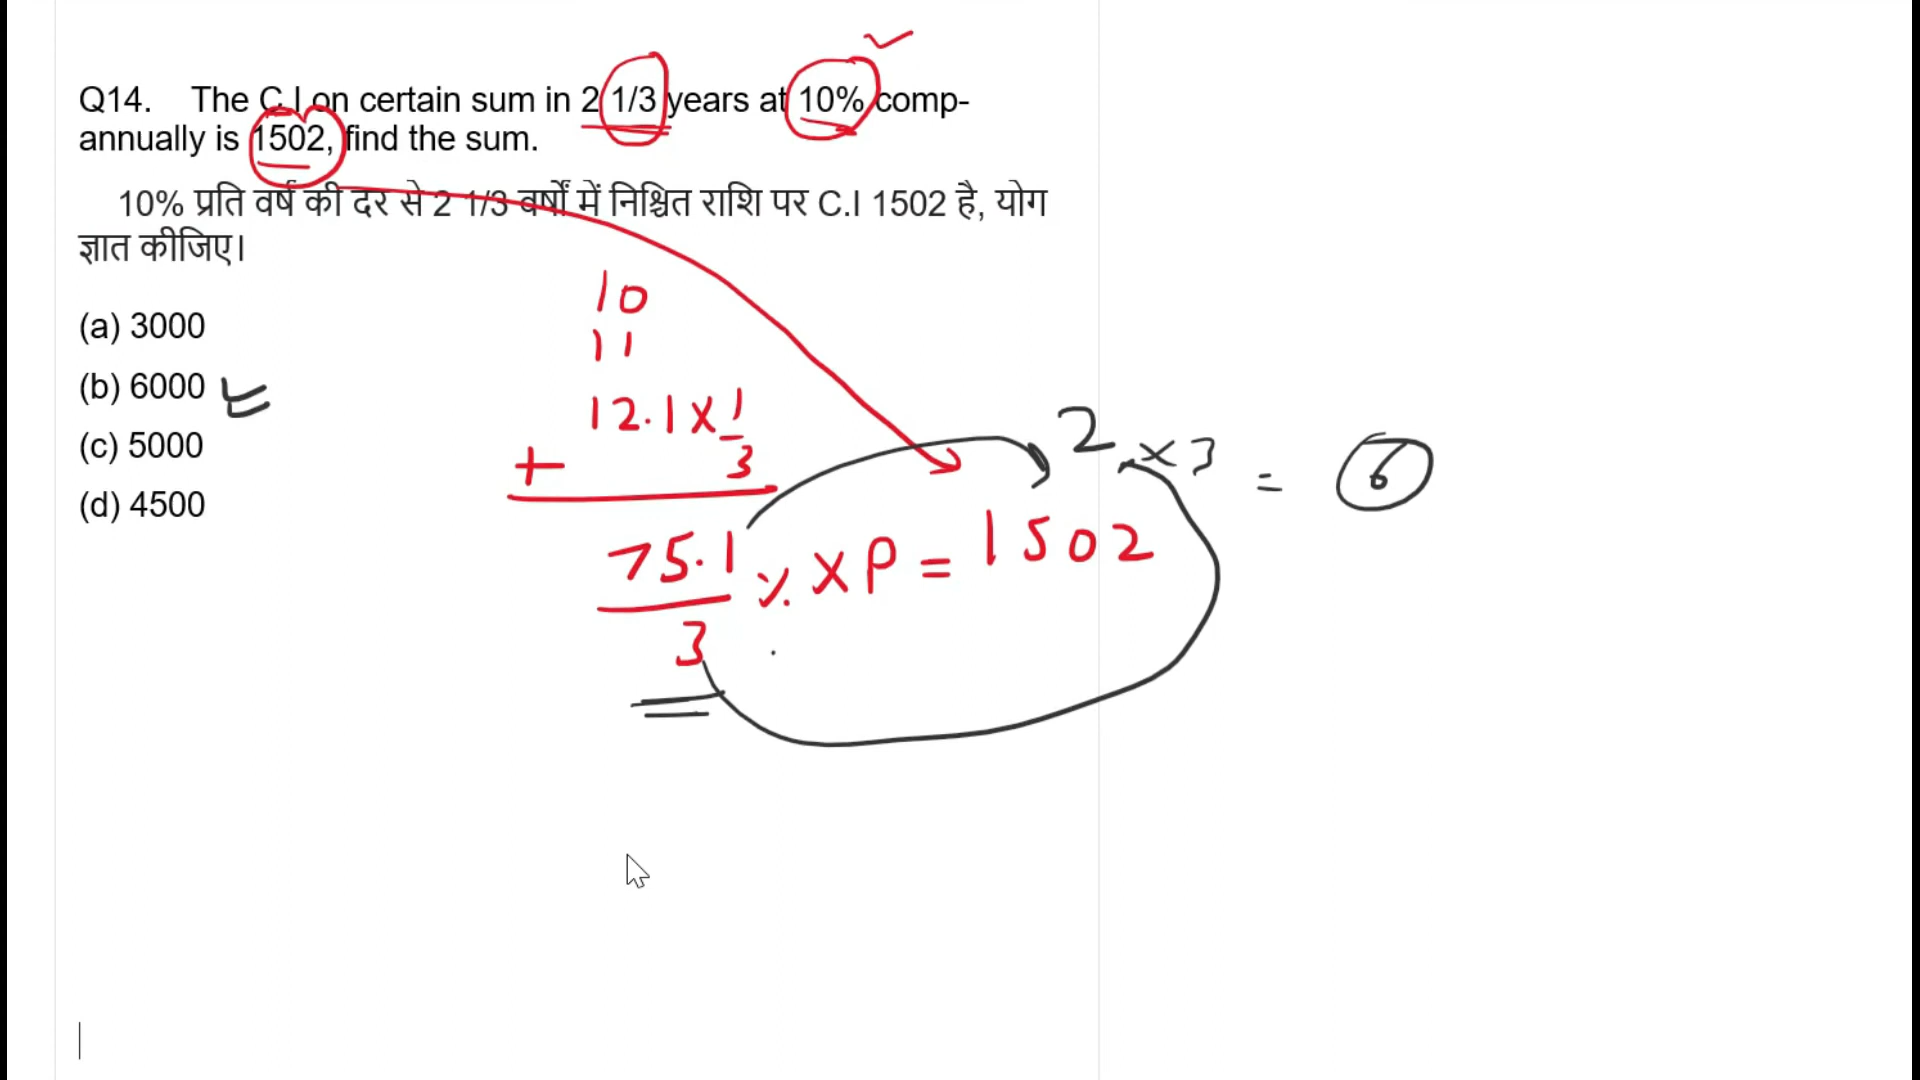 Q14. The C.I on certain sum in 2 1/3 years at 10% comp-
annually is 1502, find the sum.
10% प्रति वर्ष की दर से 2 1/3 वर्षों में निश्चित राशि पर C.I 1502 है, योग
ज्ञात कीजिए।
(a) 3000
(b) 6000
(c) 5000
(d) 4500
10
11
12.1 x 1/3
+
75.1/3 % x P = 1502
2 x 3 = 6